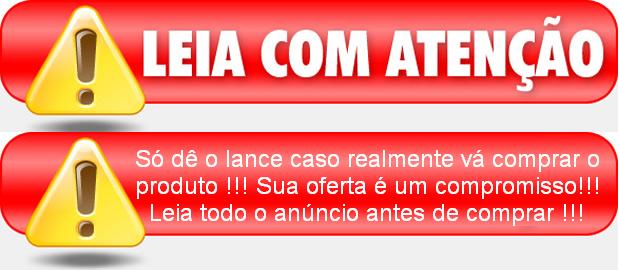 LEIA COM ATENÇÃO
Só dê o lance caso realmente vá comprar o
produto !!! Sua oferta é um compromisso!!!
Leia todo o anúncio antes de comprar !!!